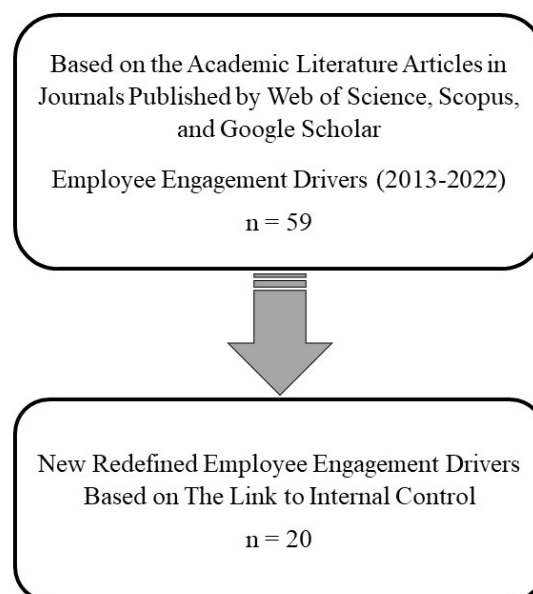 Based on the Academic Literature Articles in
Journals Published by Web of Science, Scopus,
and Google Scholar
Employee Engagement Drivers (2013-2022)
n = 59
New Redefined Employee Engagement Drivers
Based on The Link to Internal Control
n = 20